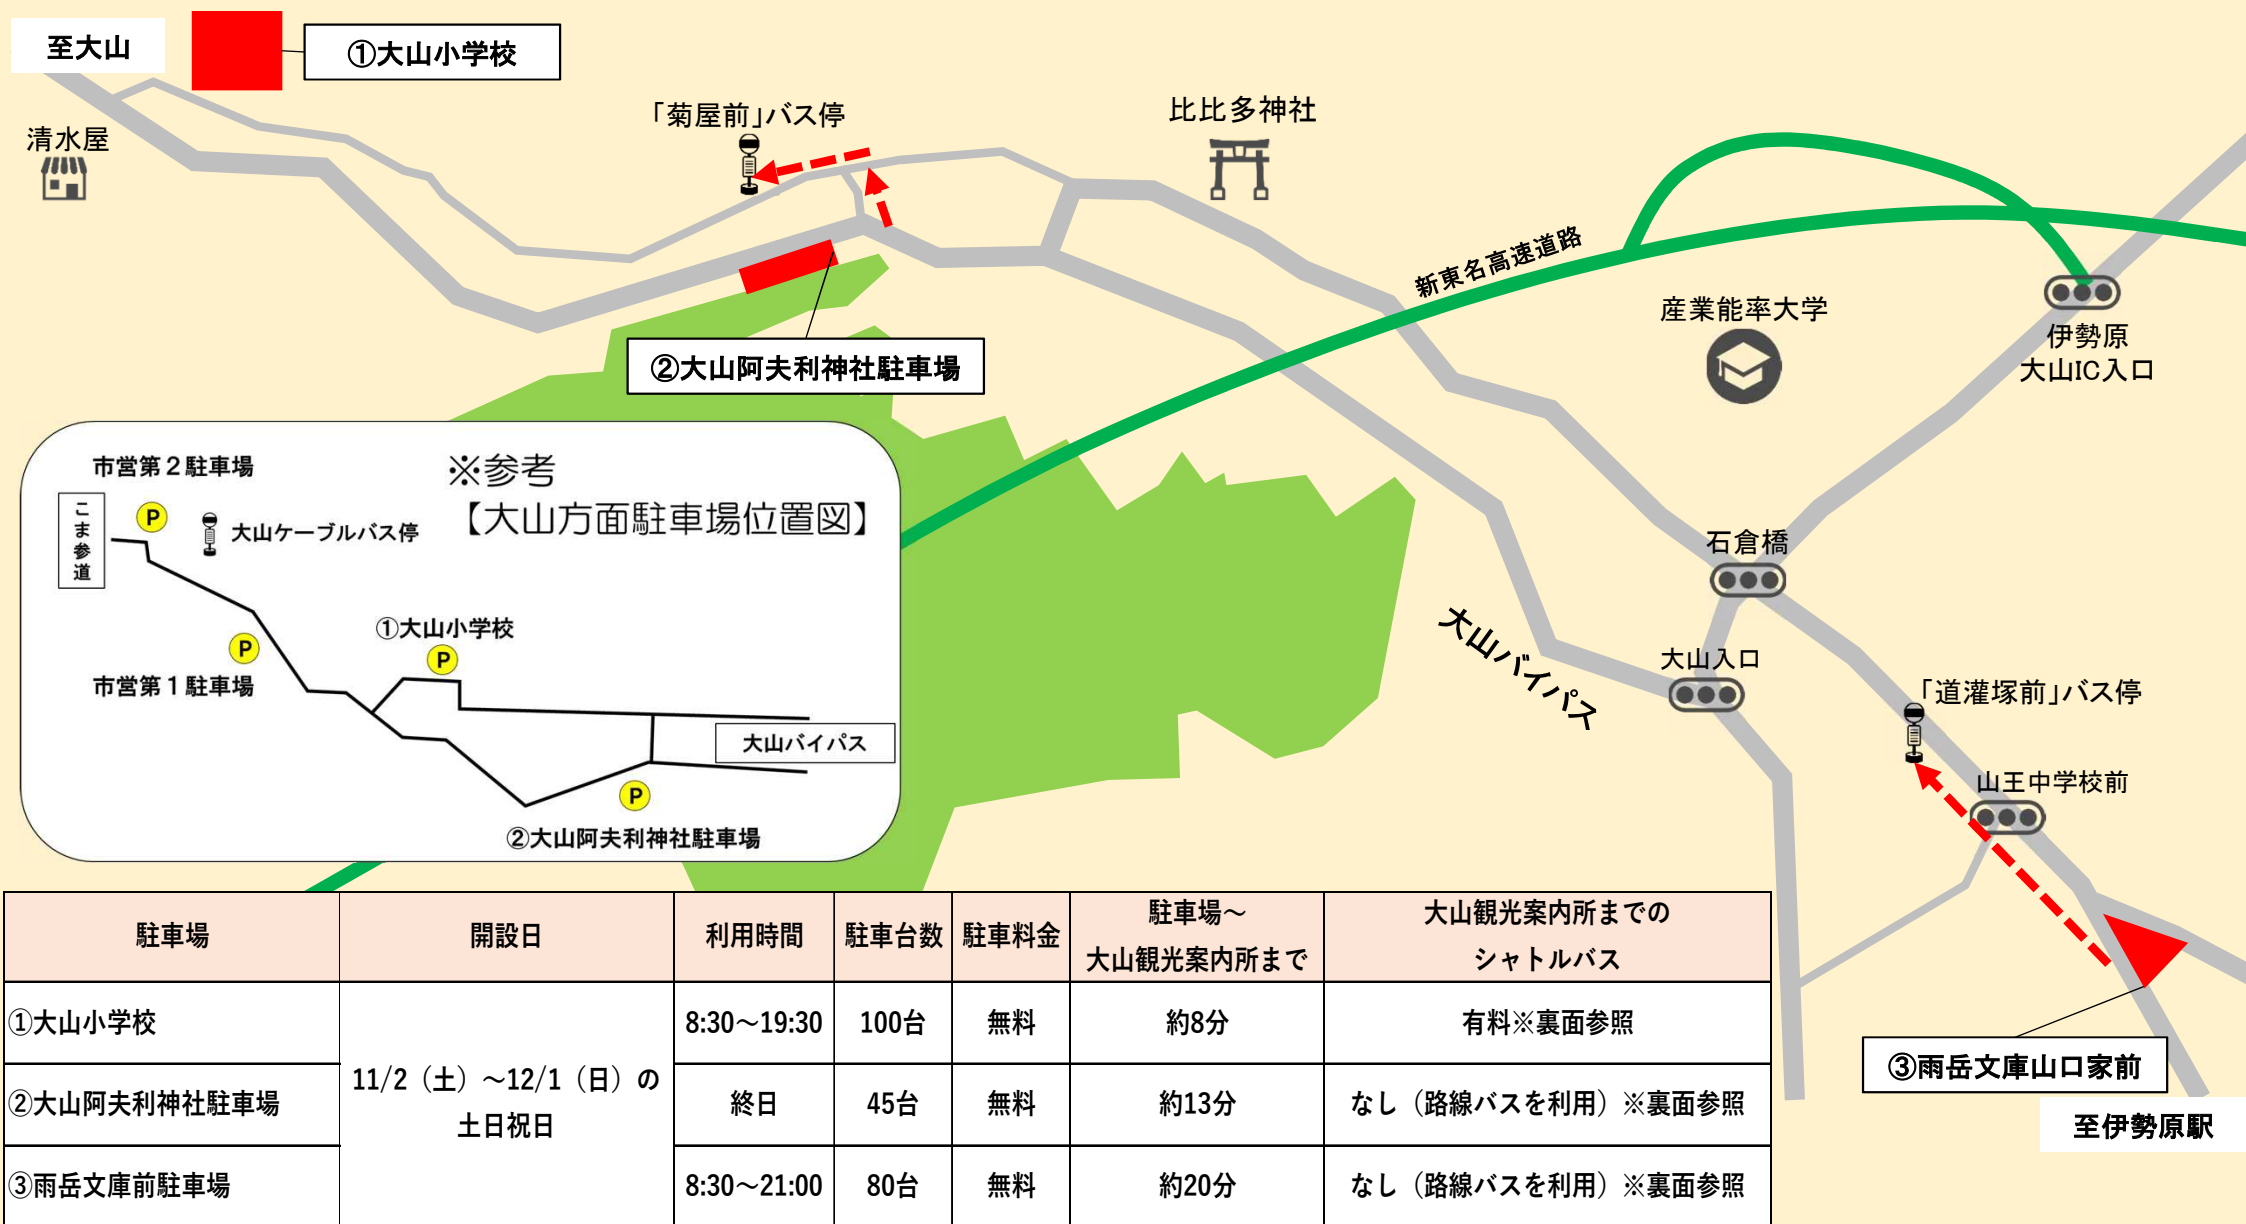 至大山
①大山小学校
「菊屋前」バス停
比比多神社
清水屋
新東名高速道路
産業能率大学
伊勢原
大山IC入口
②大山阿夫利神社駐車場
※参考
【大山方面駐車場位置図】
市営第2駐車場
こま参道
P
大山ケーブルバス停
P
市営第1駐車場
①大山小学校
P
大山バイパス
P
②大山阿夫利神社駐車場
石倉橋
大山バイパス
大山入口
「道灌塚前」バス停
山王中学校前
③雨岳文庫山口家前
至伊勢原駅
駐車場 開設日 利用時間 駐車台数 駐車料金 駐車場～ 大山観光案内所まで 大山観光案内所までの シャトルバス
①大山小学校 11/2（土）～12/1（日）の 土日祝日 8:30～19:30 100台 無料 約8分 有料※裏面参照
②大山阿夫利神社駐車場 終日 45台 無料 約13分 なし（路線バスを利用）※裏面参照
③雨岳文庫前駐車場 8:30～21:00 80台 無料 約20分 なし（路線バスを利用）※裏面参照